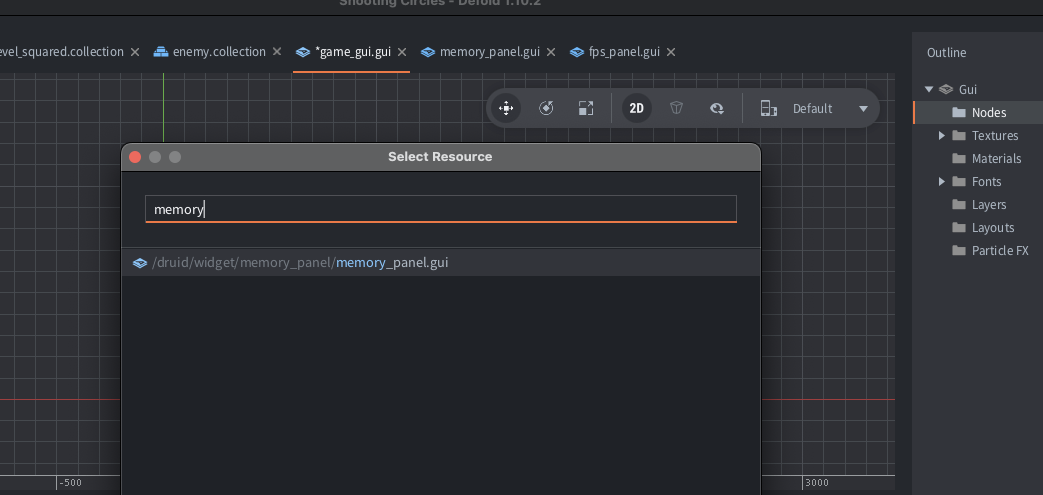 Shooting Circles - Defold 1.10.2
evel_squared.collection
enemy.collection
*game_gui.gui
memory_panel.gui
fps_panel.gui
Outline
Gui
Nodes
Textures
Materials
Fonts
Layers
Layouts
Particle FX
2D
Default
Select Resource
memory
/druid/widget/memory_panel/memory_panel.gui
-500
3000